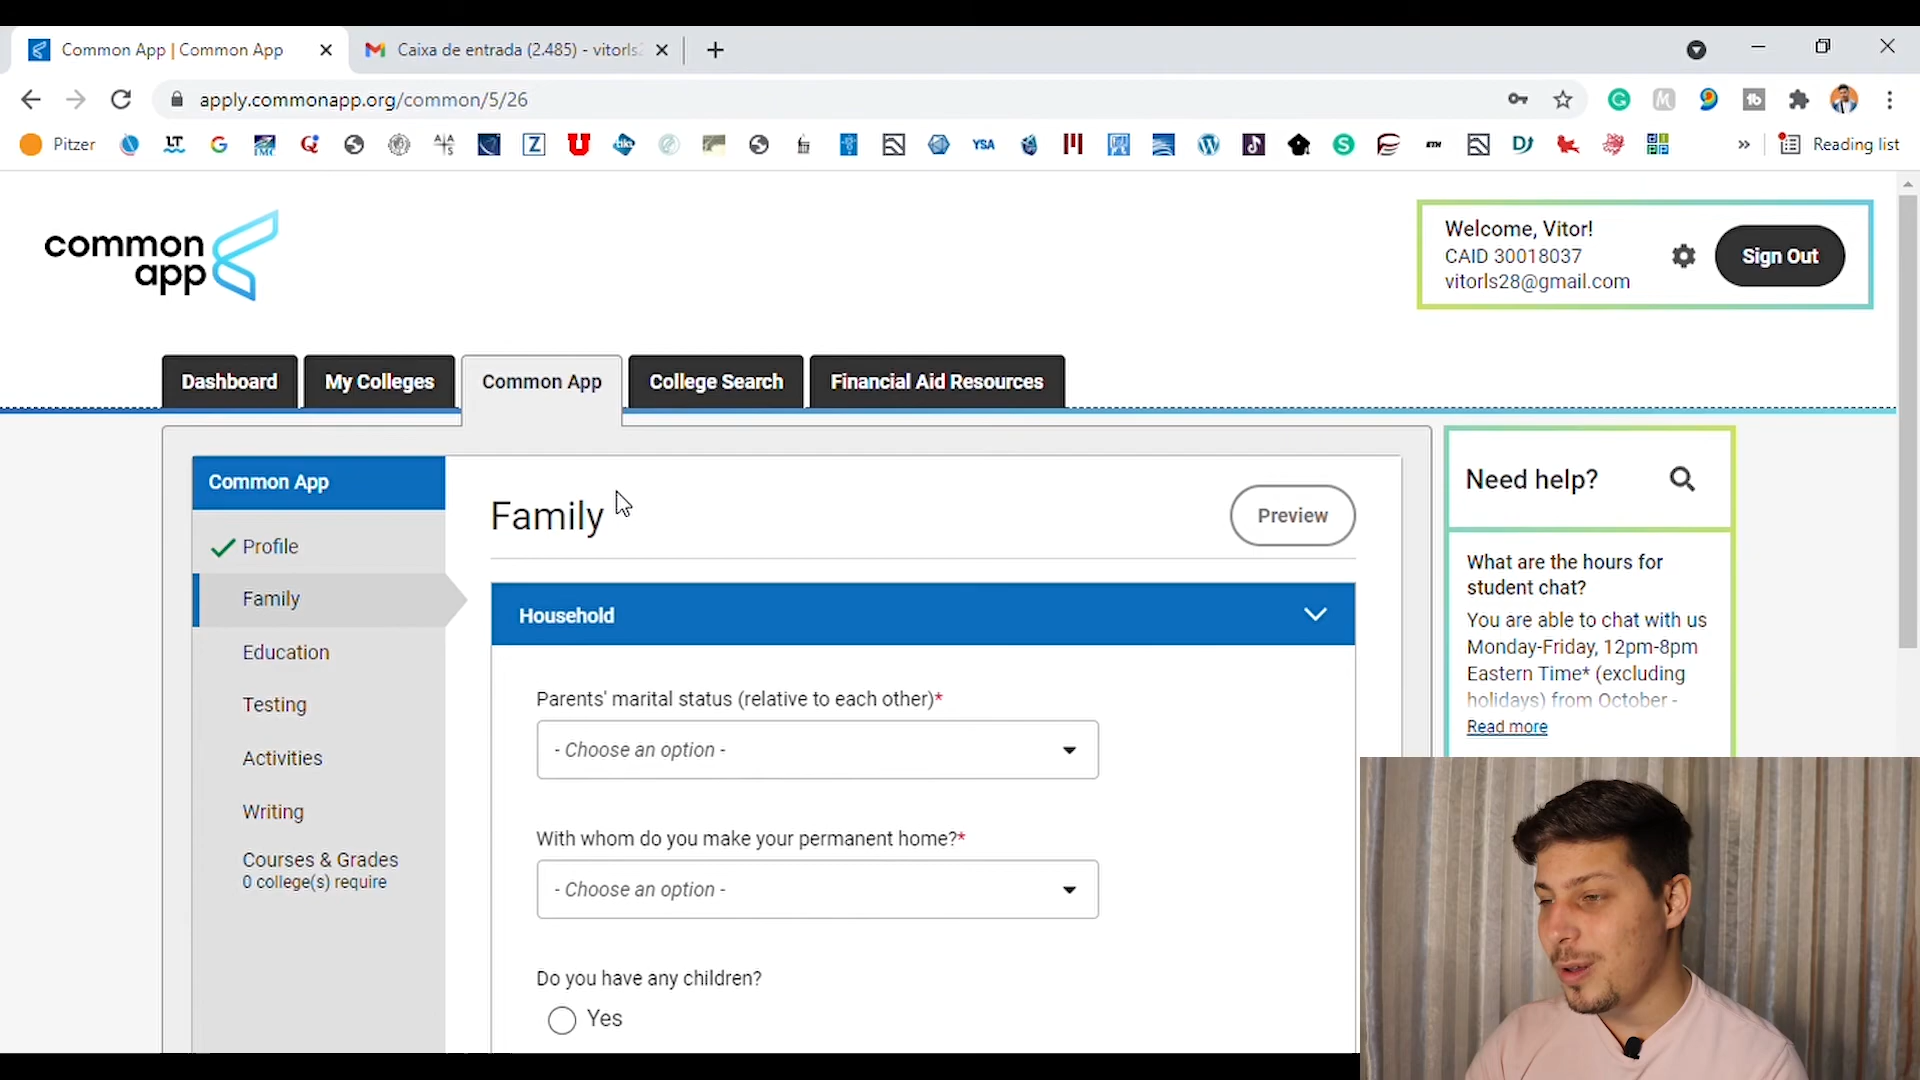 Common App | Common App
Caixa de entrada (2.485) - vitorls
apply.commonapp.org/common/5/26
Pitzer
LT
IMC
A A
S
Z
U
YSA
S
ETH
Reading list
common
app
Welcome, Vitor!
CAID 30018037
vitorls28@gmail.com
Sign Out
Dashboard
My Colleges
Common App
College Search
Financial Aid Resources
Common App
Profile
Family
Education
Testing
Activities
Writing
Courses & Grades
0 college(s) require
Family
Preview
Household
Parents' marital status (relative to each other)*
- Choose an option -
With whom do you make your permanent home?*
- Choose an option -
Do you have any children?
Yes
Need help?
What are the hours for
student chat?
You are able to chat with us
Monday-Friday, 12pm-8pm
Eastern Time* (excluding
holidays) from October -
Read more